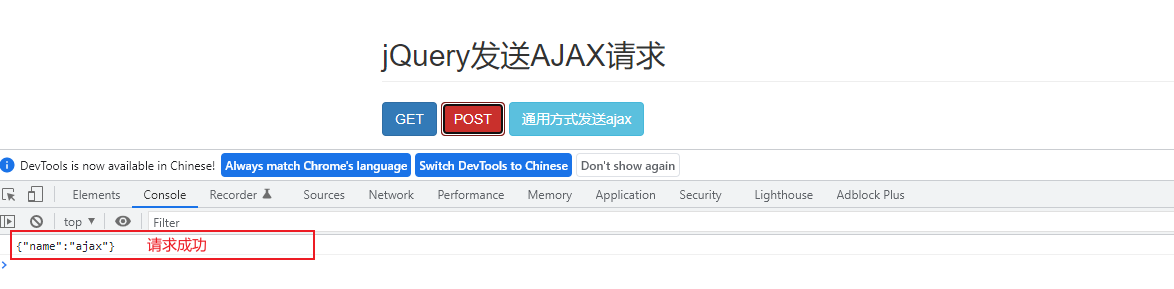 jQuery发送AJAX请求
GET POST 通用方式发送ajax
DevTools is now available in Chinese! Always match Chrome's language Switch DevTools to Chinese Don't show again
Elements Console Recorder Sources Network Performance Memory Application Security Lighthouse Adblock Plus
top ▼ Filter
{"name":"ajax"} 请求成功
>